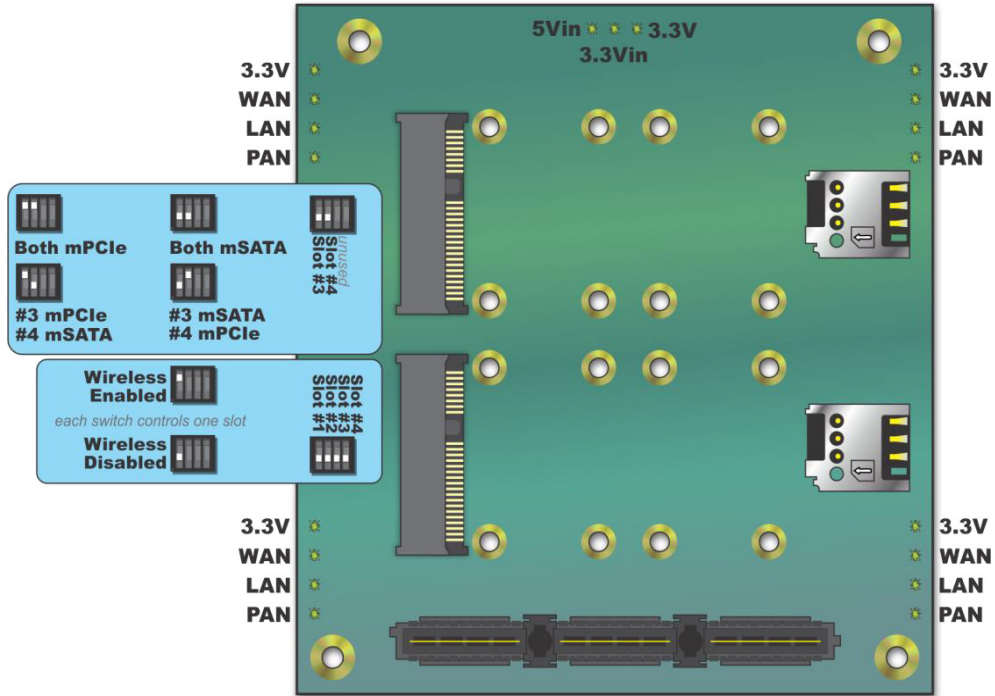 5Vin 3.3V
3.3Vin
3.3V
WAN
LAN
PAN
3.3V
WAN
LAN
PAN
Both mPCIe
Both mSATA
#3 mPCIe
#4 mSATA
#3 mSATA
#4 mPCIe
unused
Slot #4
Slot #3
Wireless
Enabled
each switch controls one slot
Wireless
Disabled
Slot #4
Slot #3
Slot #2
Slot #1
3.3V
WAN
LAN
PAN
3.3V
WAN
LAN
PAN